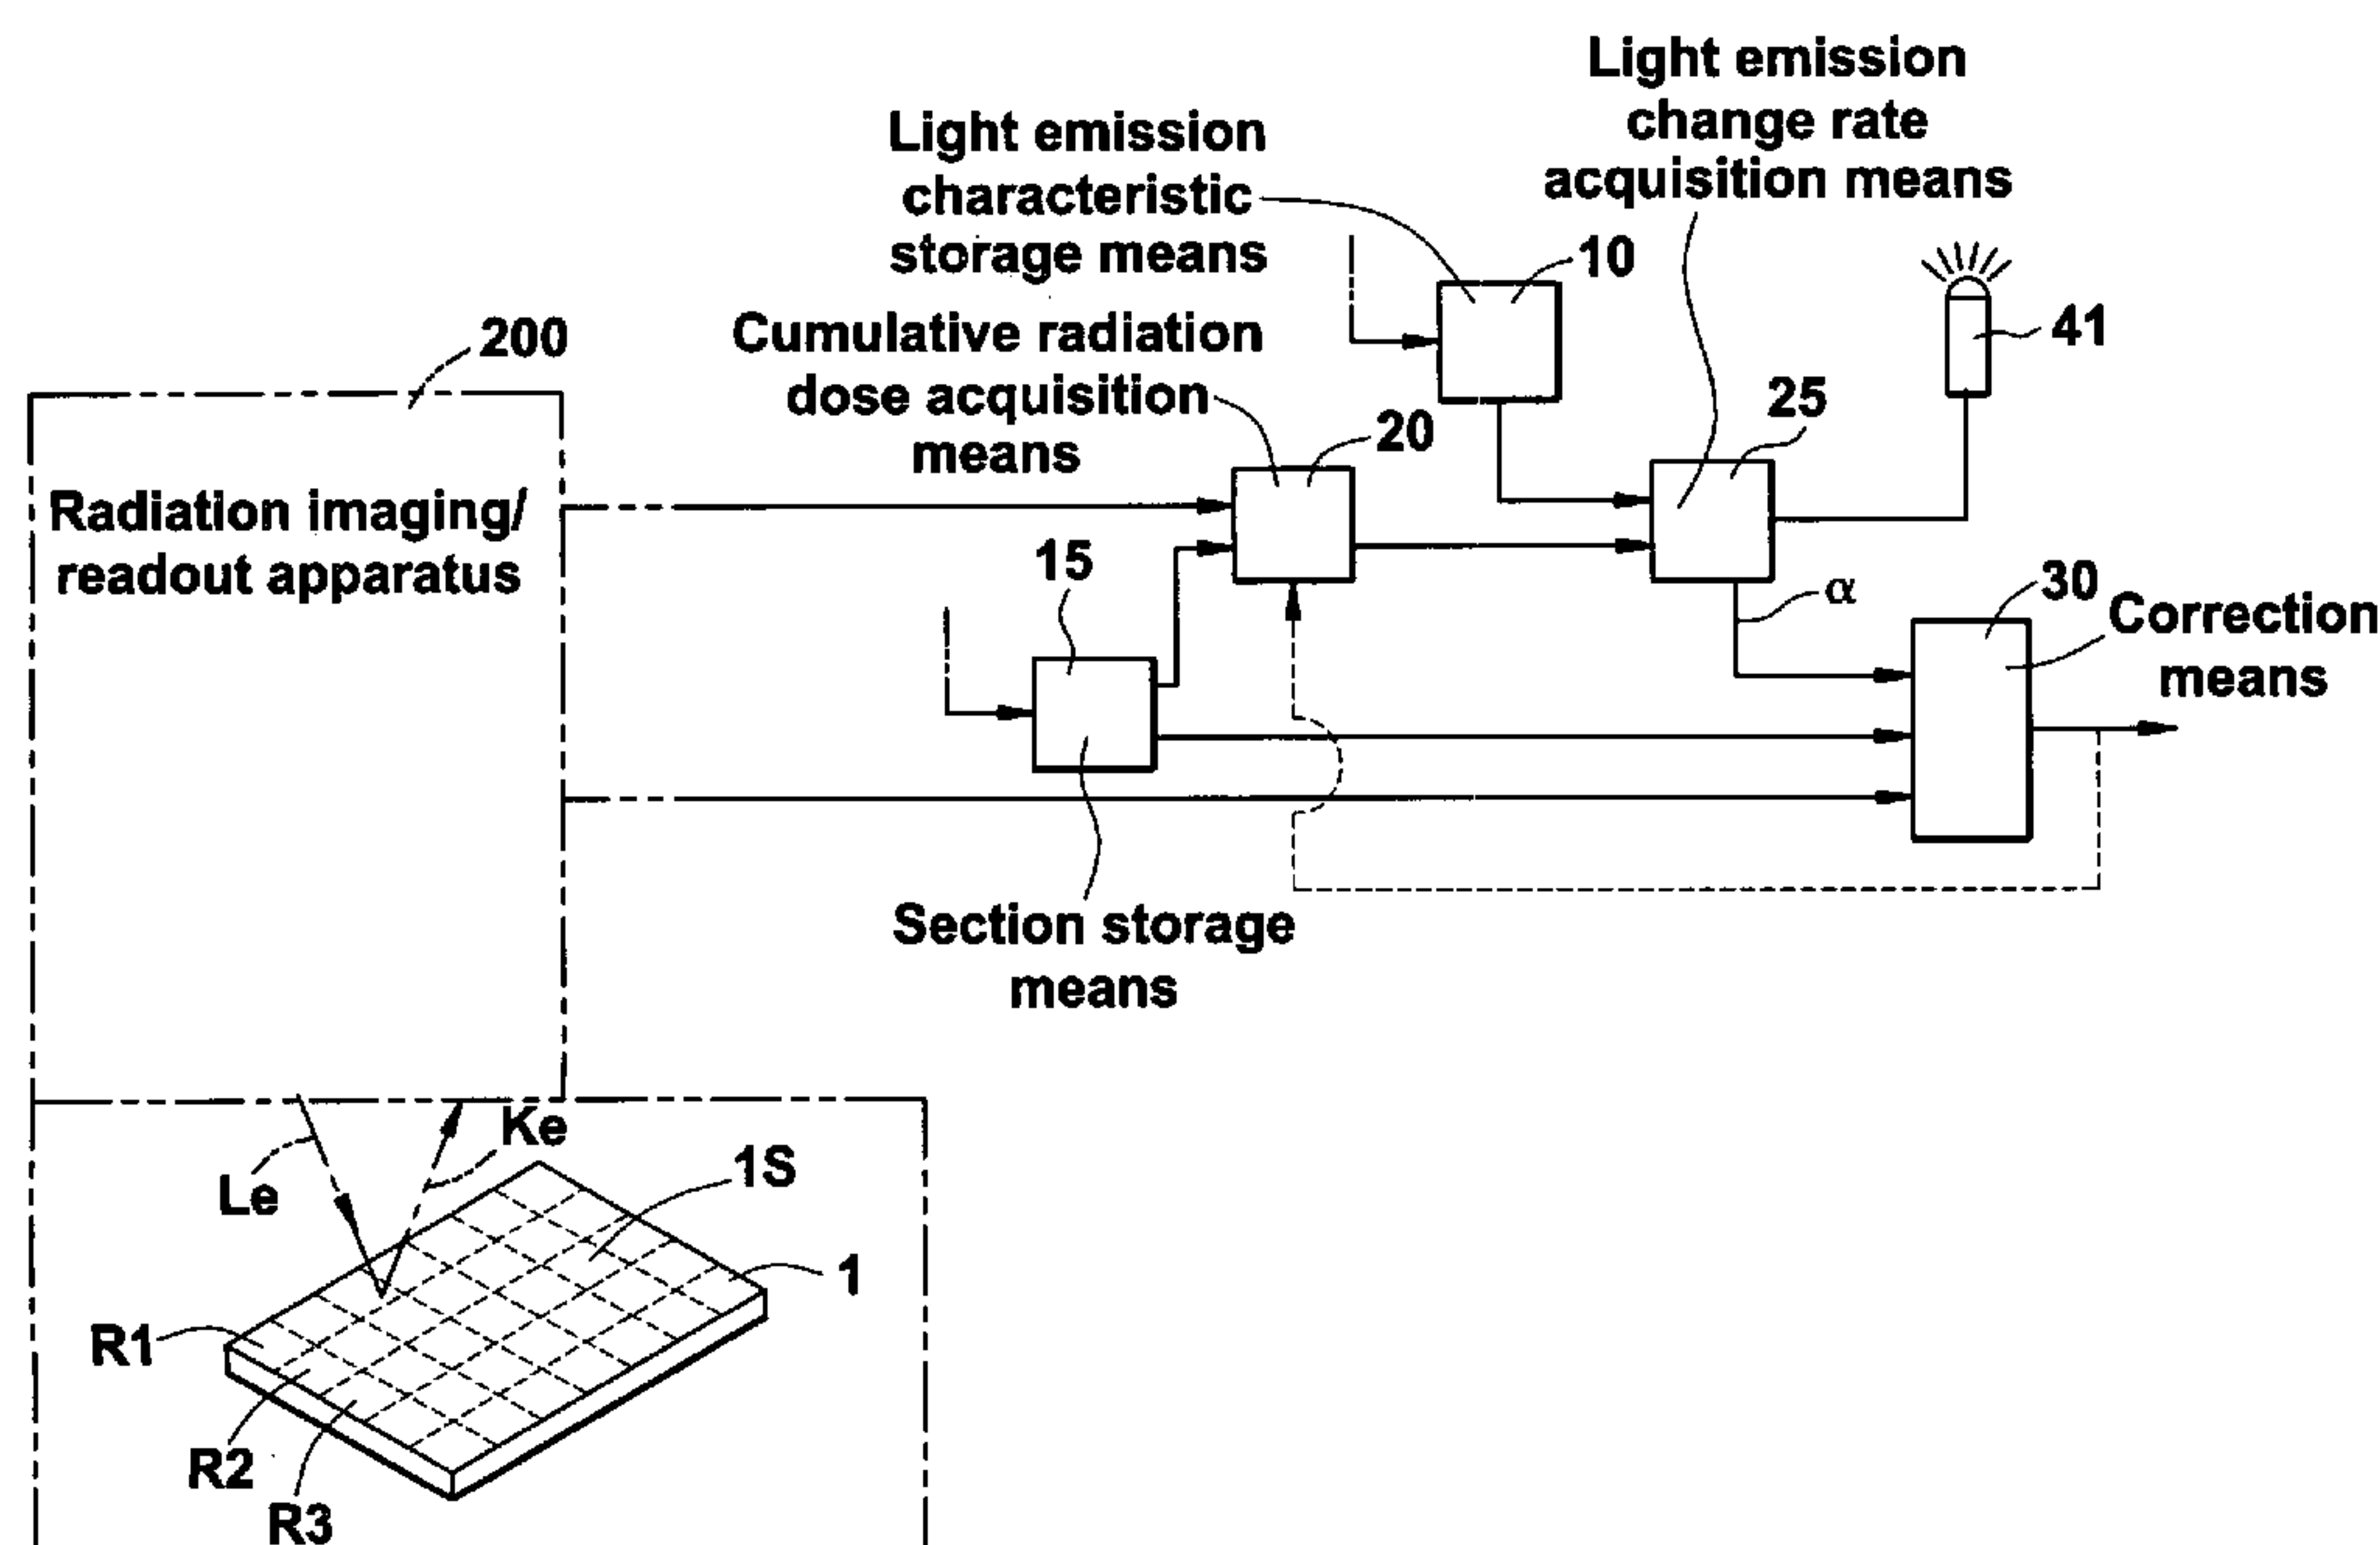 Light emission
change rate
acquisition means
Light emission
characteristic
storage means
10
41
200
Cumulative radiation
dose acquisition
means
20
25
Radiation imaging/
readout apparatus
15
α
30
Correction
means
Section storage
means
Ke
Le
1S
1
R1
R2
R3